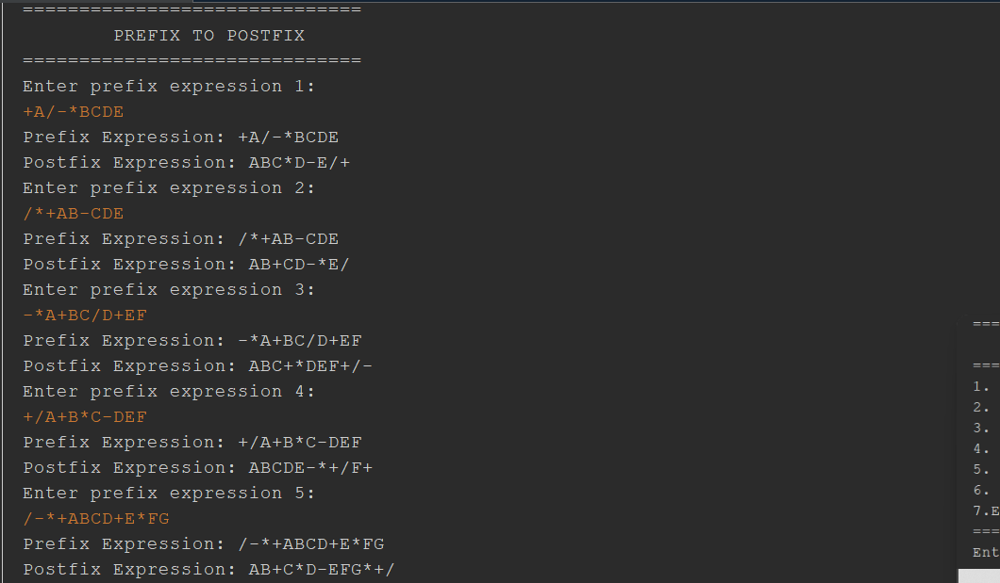 ==============================
PREFIX TO POSTFIX
==============================
Enter prefix expression 1:
+A/-*BCDE
Prefix Expression: +A/-*BCDE
Postfix Expression: ABC*D-E/+
Enter prefix expression 2:
/*+AB-CDE
Prefix Expression: /*+AB-CDE
Postfix Expression: AB+CD-*E/
Enter prefix expression 3:
-*A+BC/D+EF
Prefix Expression: -*A+BC/D+EF
Postfix Expression: ABC+*DEF+/-
Enter prefix expression 4:
+/A+B*C-DEF
Prefix Expression: +/A+B*C-DEF
Postfix Expression: ABCDE-*+/F+
Enter prefix expression 5:
/-*+ABCD+E*FG
Prefix Expression: /-*+ABCD+E*FG
Postfix Expression: AB+C*D-EFG*+/
===
===
1.
2.
3.
4.
5.
6.
7.E
===
Ent